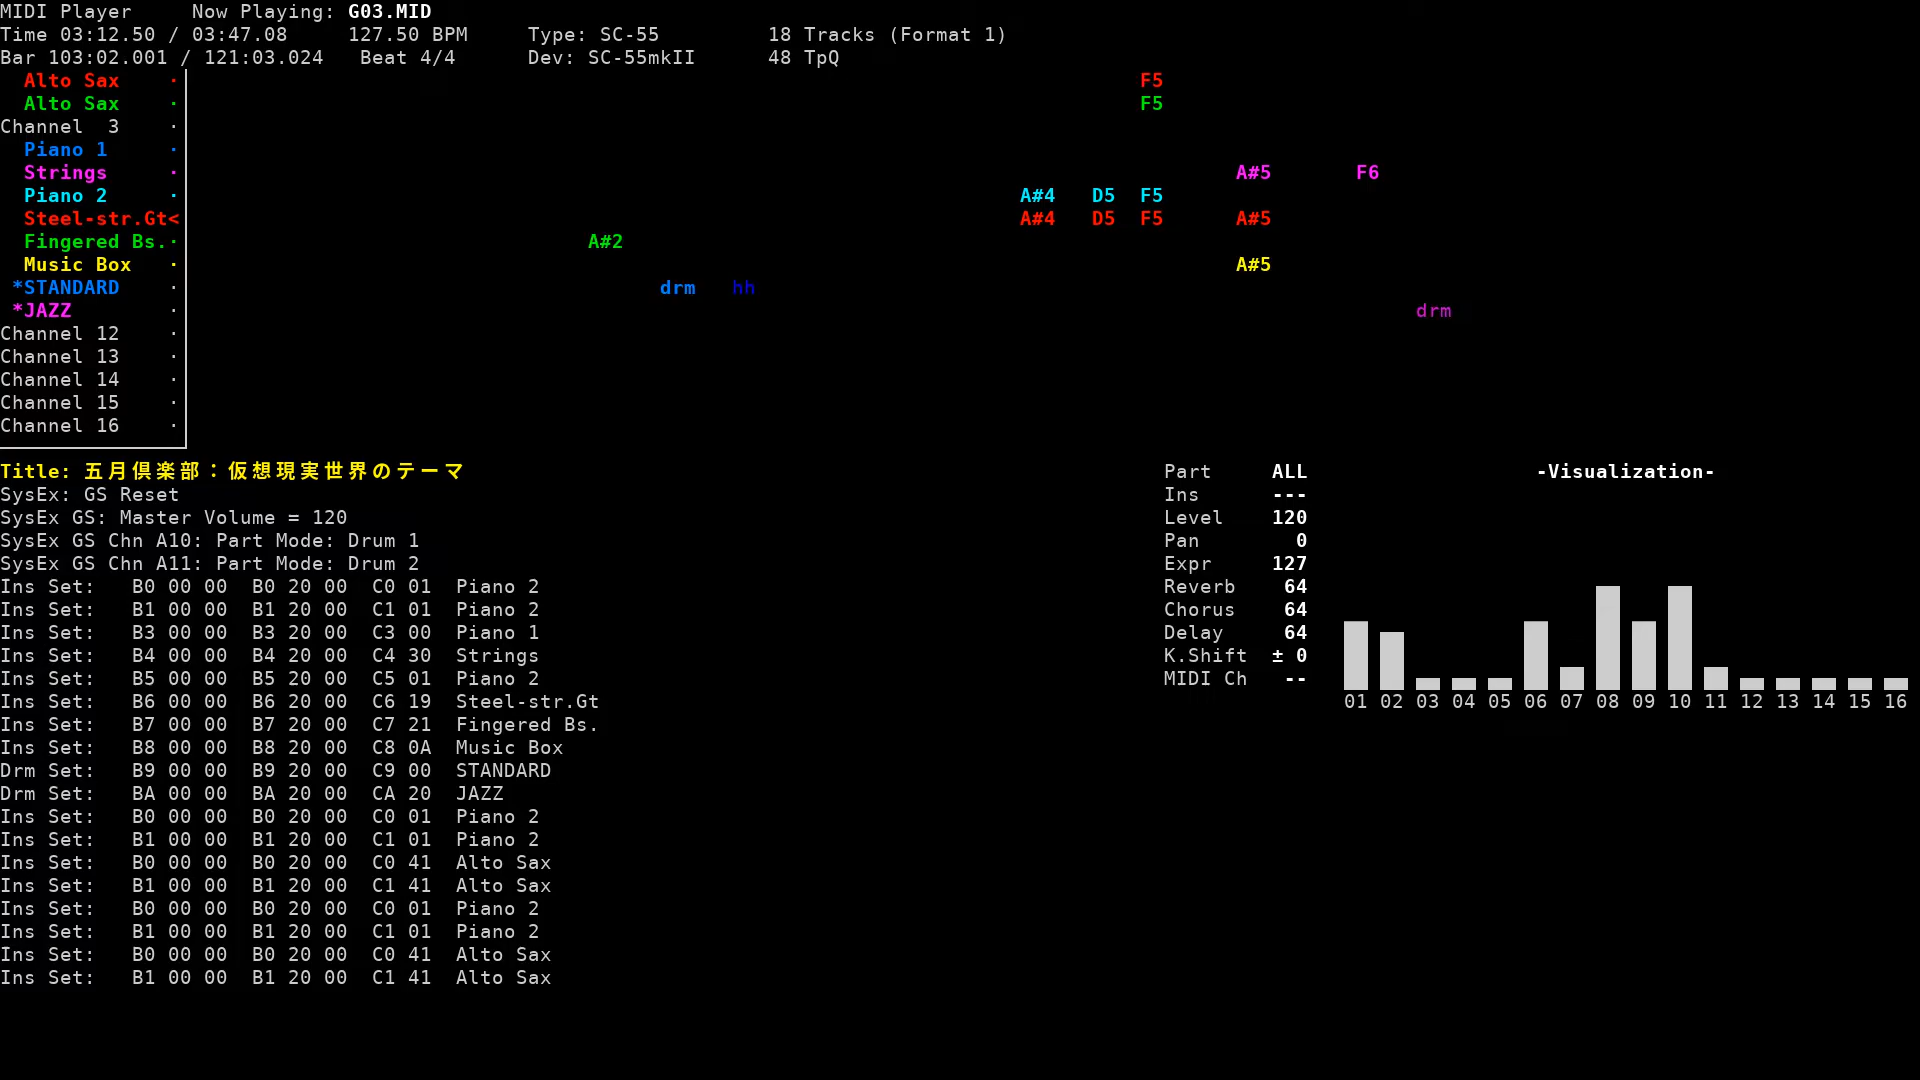 MIDI Player Now Playing: G03.MID
Time 03:12.50 / 03:47.08 127.50 BPM Type: SC-55 18 Tracks (Format 1)
Bar 103:02.001 / 121:03.024 Beat 4/4 Dev: SC-55mkII 48 TpQ
Alto Sax · F5
Alto Sax · F5
Channel 3 ·
Piano 1 ·
Strings · A#5 F6
Piano 2 · A#4 D5 F5
Steel-str.Gt< A#4 D5 F5 A#5
Fingered Bs.· A#2
Music Box · A#5
*STANDARD · drm hh
*JAZZ · drm
Channel 12 ·
Channel 13 ·
Channel 14 ·
Channel 15 ·
Channel 16 ·
Title: 五月倶楽部：仮想現実世界のテーマ
SysEx: GS Reset
SysEx GS: Master Volume = 120
SysEx GS Chn A10: Part Mode: Drum 1
SysEx GS Chn A11: Part Mode: Drum 2
Ins Set: B0 00 00 B0 20 00 C0 01 Piano 2
Ins Set: B1 00 00 B1 20 00 C1 01 Piano 2
Ins Set: B3 00 00 B3 20 00 C3 00 Piano 1
Ins Set: B4 00 00 B4 20 00 C4 30 Strings
Ins Set: B5 00 00 B5 20 00 C5 01 Piano 2
Ins Set: B6 00 00 B6 20 00 C6 19 Steel-str.Gt
Ins Set: B7 00 00 B7 20 00 C7 21 Fingered Bs.
Ins Set: B8 00 00 B8 20 00 C8 0A Music Box
Drm Set: B9 00 00 B9 20 00 C9 00 STANDARD
Drm Set: BA 00 00 BA 20 00 CA 20 JAZZ
Ins Set: B0 00 00 B0 20 00 C0 01 Piano 2
Ins Set: B1 00 00 B1 20 00 C1 01 Piano 2
Ins Set: B0 00 00 B0 20 00 C0 41 Alto Sax
Ins Set: B1 00 00 B1 20 00 C1 41 Alto Sax
Ins Set: B0 00 00 B0 20 00 C0 01 Piano 2
Ins Set: B1 00 00 B1 20 00 C1 01 Piano 2
Ins Set: B0 00 00 B0 20 00 C0 41 Alto Sax
Ins Set: B1 00 00 B1 20 00 C1 41 Alto Sax
Part ALL
Ins ---
Level 120
Pan 0
Expr 127
Reverb 64
Chorus 64
Delay 64
K.Shift ± 0
MIDI Ch --
-Visualization-
01 02 03 04 05 06 07 08 09 10 11 12 13 14 15 16